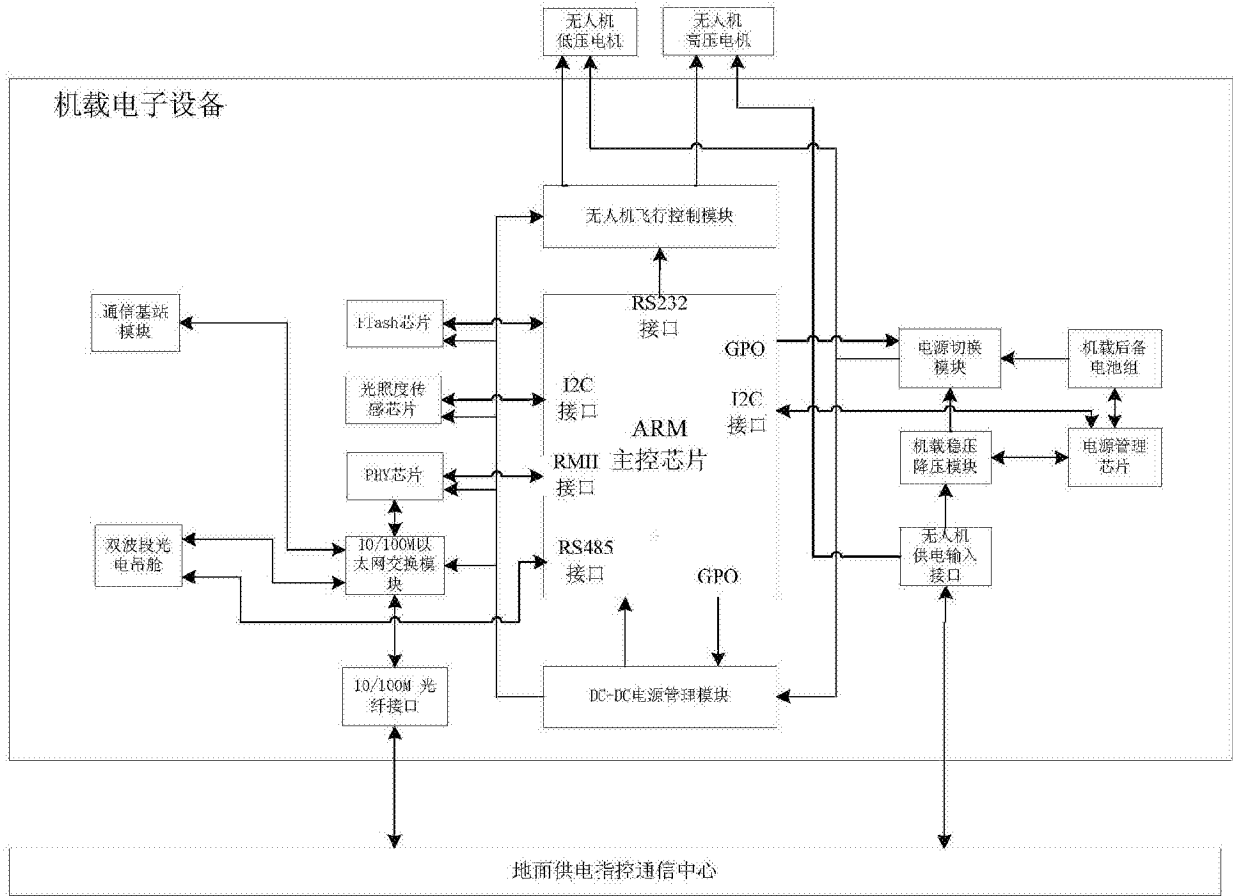 无人机
低压电机
无人机
高压电机
机载电子设备
无人机飞行控制模块
通信基站
模块
Flash芯片
RS232
接口
GPO
电源切换
模块
机载后备
电池组
光照度传
感芯片
I2C
接口
I2C
接口
ARM
主控芯片
机载稳压
降压模块
电源管理
芯片
PHY芯片
RMII
接口
双波段光
电吊舱
10/100M以
太网交换模
块
RS485
接口
GPO
无人机
供电输入
接口
10/100M 光
纤接口
DC-DC电源管理模块
地面供电指控通信中心